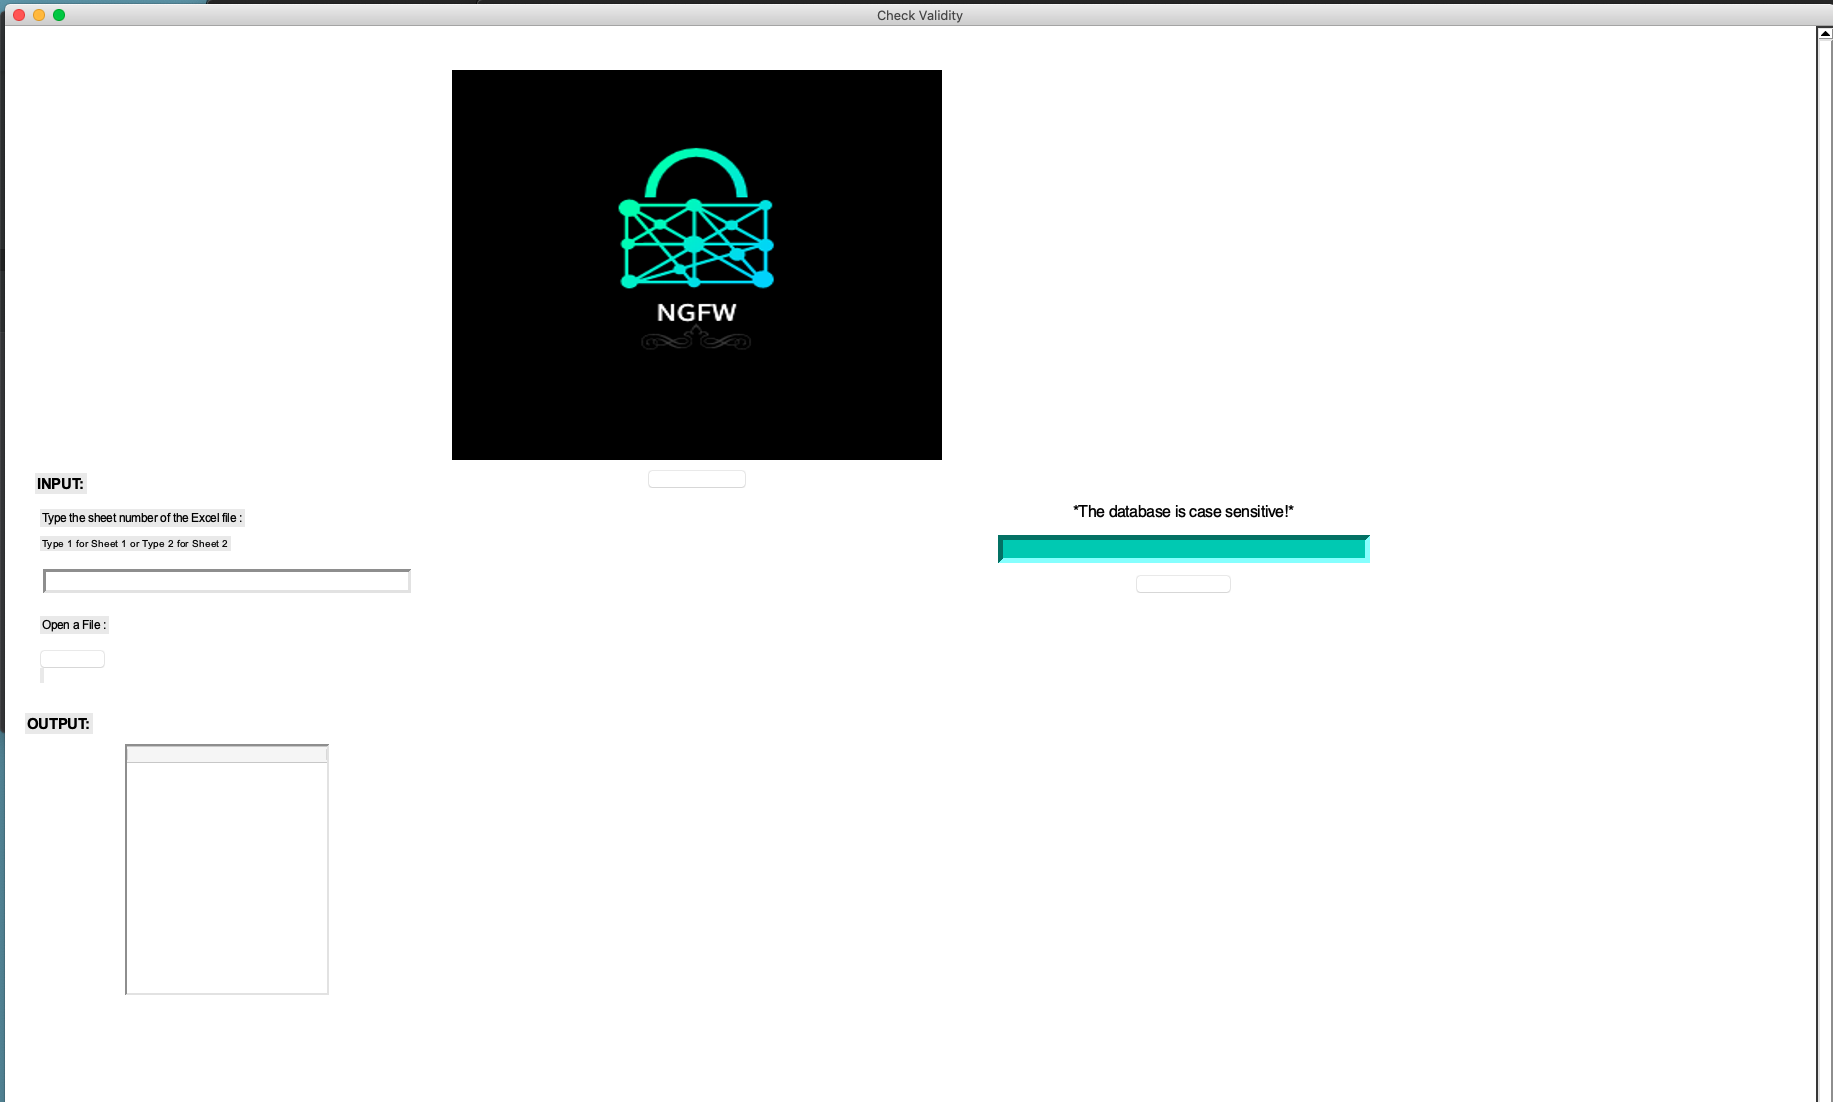 Check Validity
NGFW
INPUT:
Type the sheet number of the Excel file :
Type 1 for Sheet 1 or Type 2 for Sheet 2
*The database is case sensitive!*
Open a File :
OUTPUT: